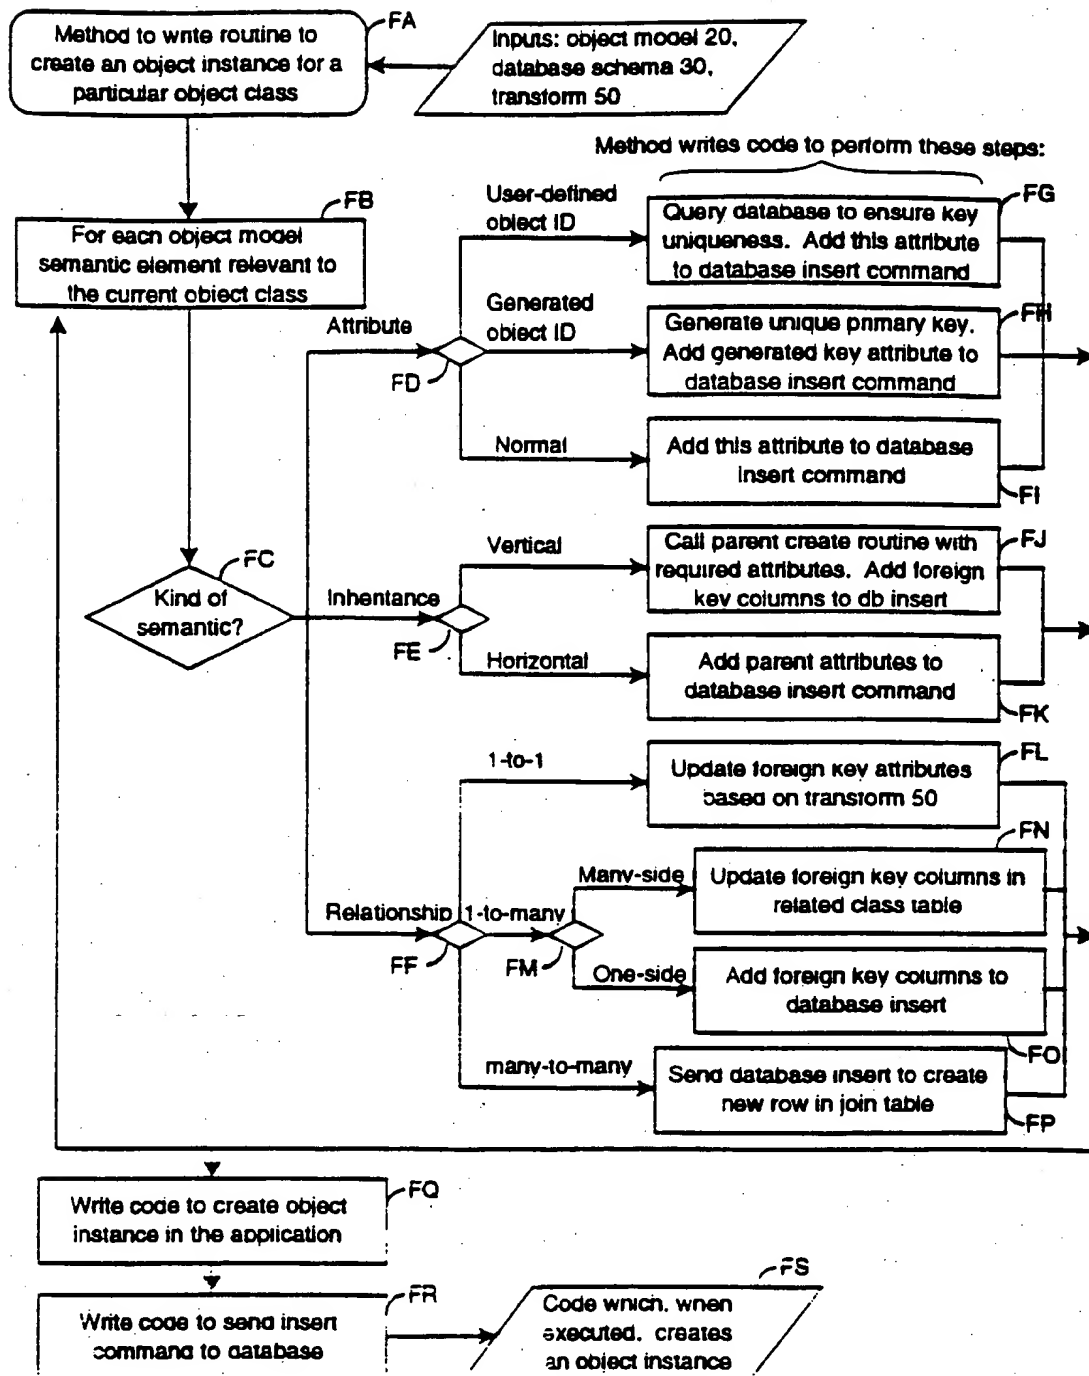 FA
Method to write routine to
create an object instance for a
particular object class
Inputs: object model 20,
database schema 30,
transform 50
Method writes code to perform these steps:
FB
For each object model
semantic element relevant to
the current object class
User-defined
object ID
FG
Query database to ensure key
uniqueness. Add this attribute
to database insert command
Attribute
FD
Generated
object ID
FH
Generate unique primary key.
Add generated key attribute to
database insert command
Normal
Add this attribute to database
insert command
FI
FC
Kind of
semantic?
Inheritance
FE
Vertical
FJ
Call parent create routine with
required attributes. Add foreign
key columns to db insert
Horizontal
Add parent attributes to
database insert command
FK
1-to-1
FL
Update foreign key attributes
based on transform 50
Relationship
FF
1-to-many
FM
Many-side
FN
Update foreign key columns in
related class table
One-side
Add foreign key columns to
database insert
FO
many-to-many
Send database insert to create
new row in join table
FP
FQ
Write code to create object
instance in the application
FR
Write code to send insert
command to database
FS
Code which, when
executed, creates
an object instance